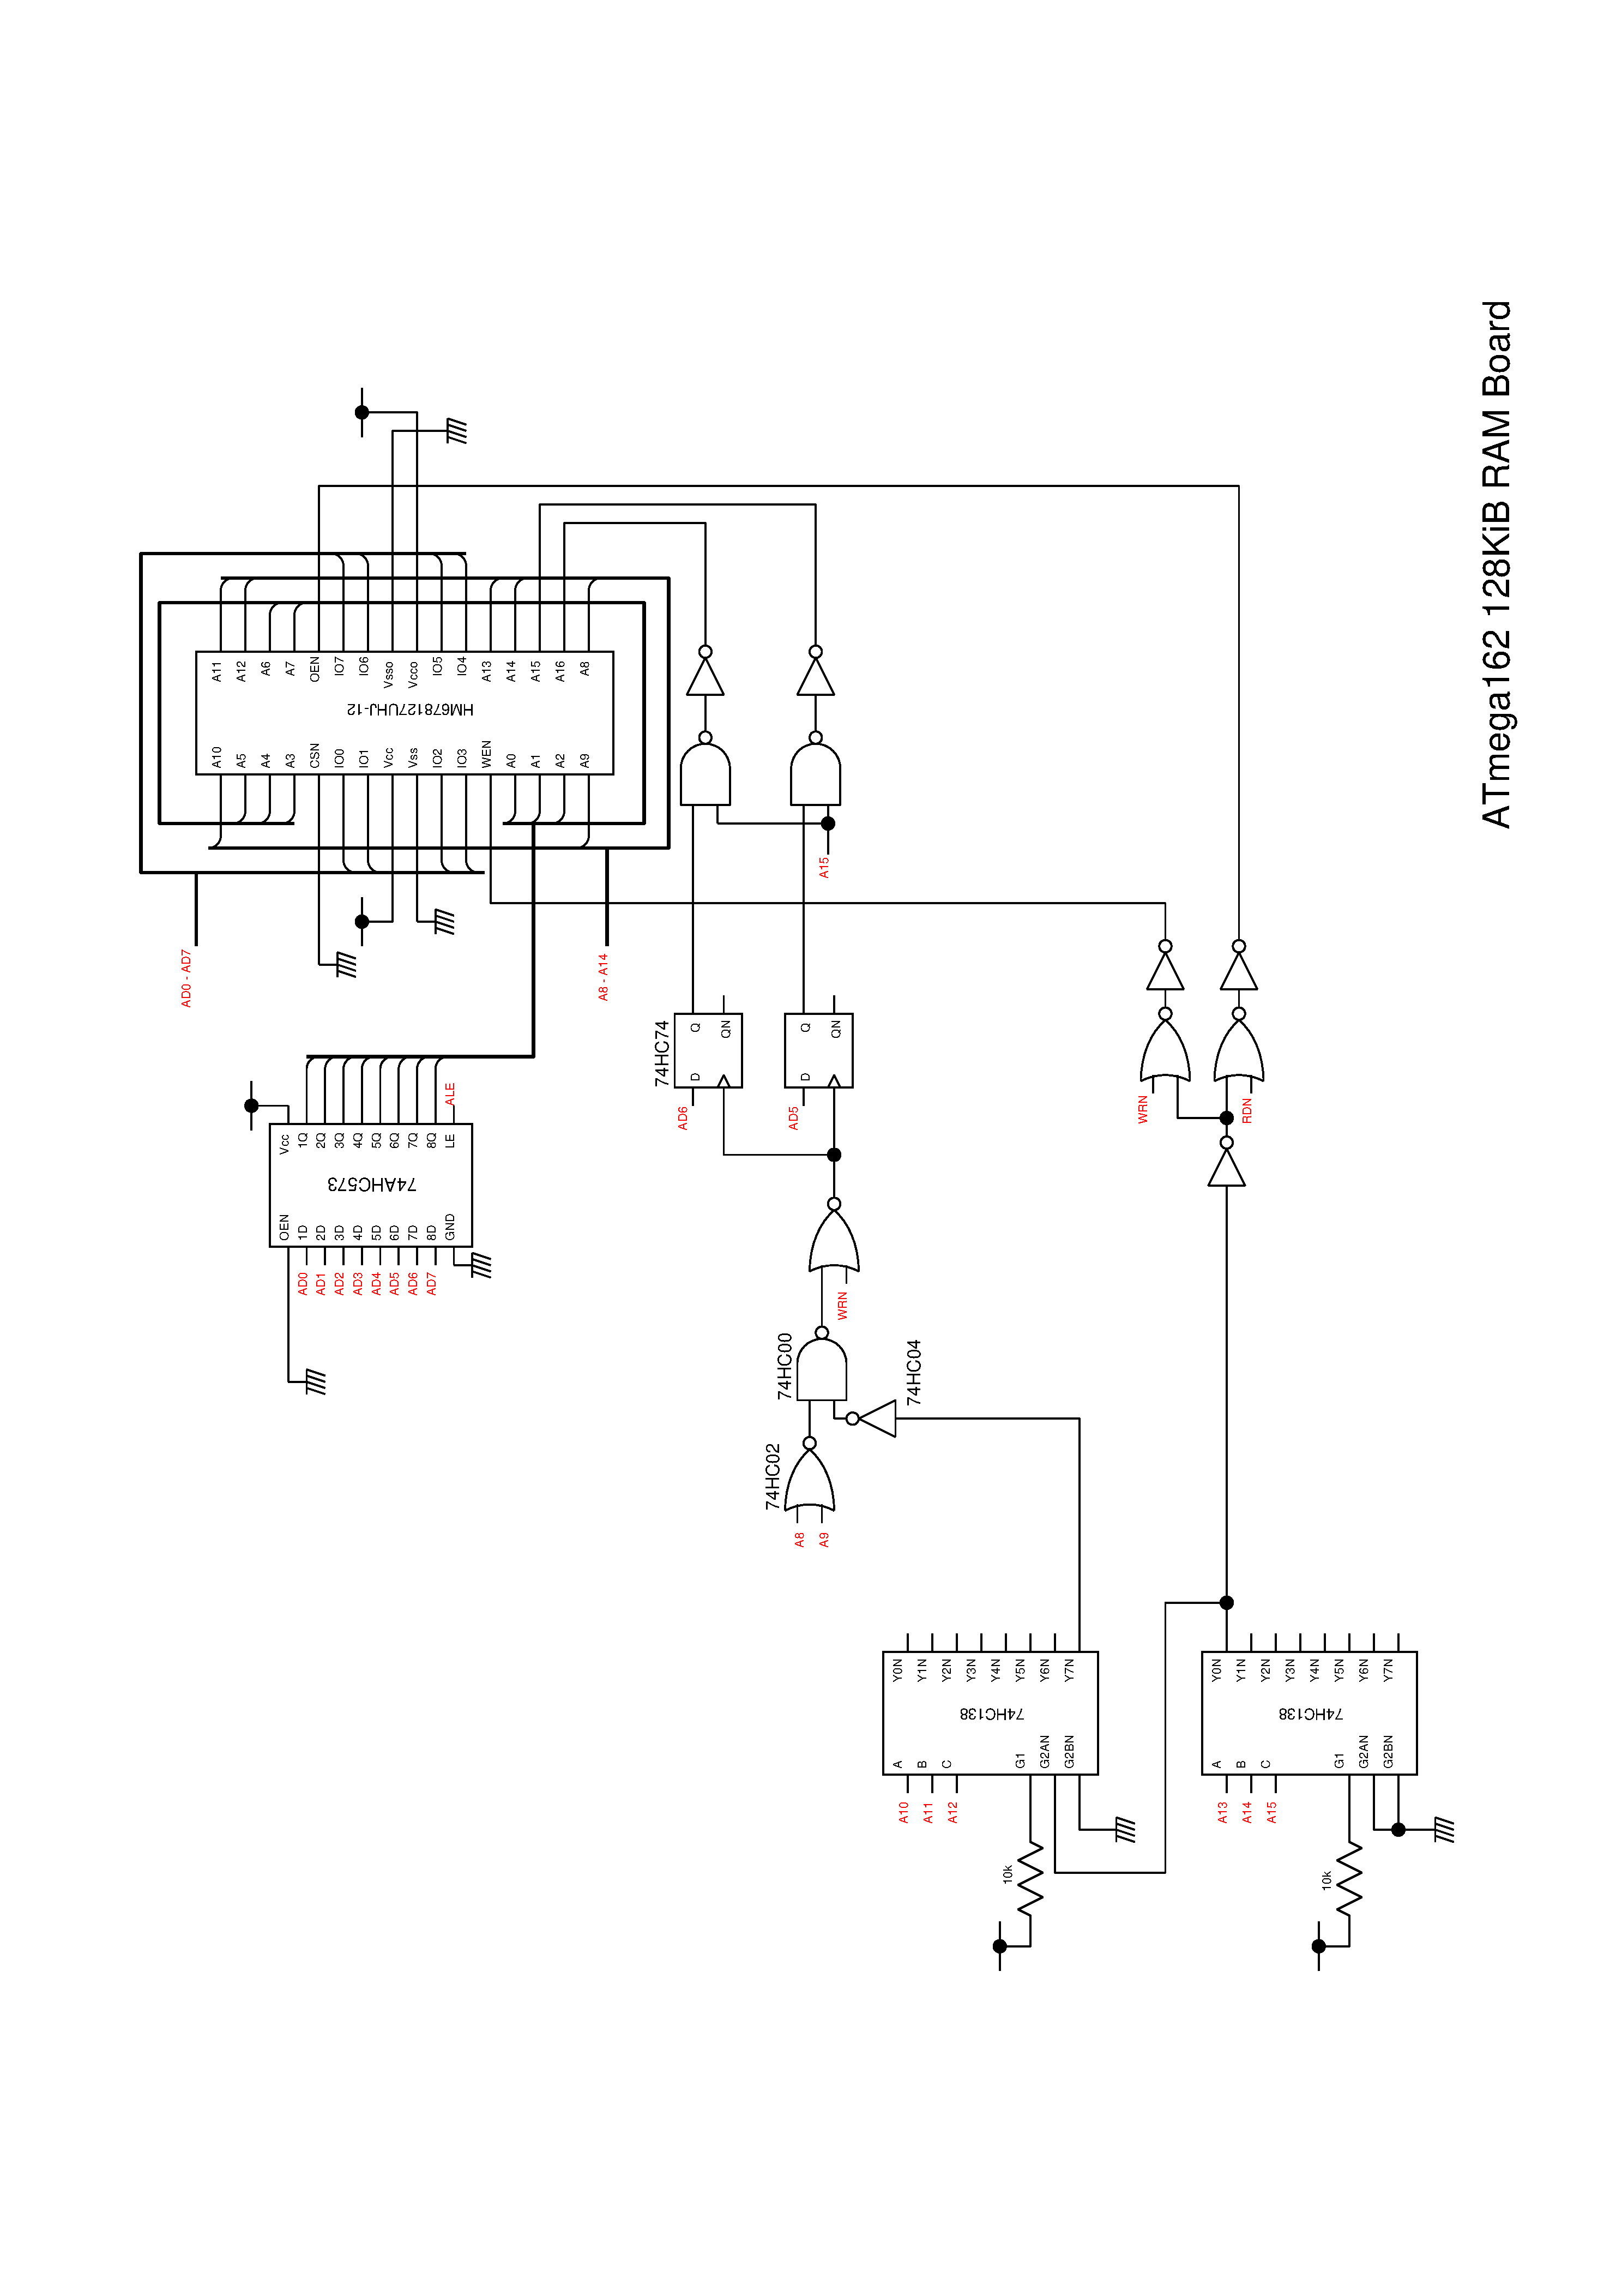 ATmega162 128KiB RAM Board
AD0 - AD7
A8 - A14
HM678127UHJ-12
A10
A5
A4
A3
CSN
IO0
IO1
Vcc
Vss
IO2
IO3
WEN
A0
A1
A2
A9
A11
A12
A6
A7
OEN
IO7
IO6
Vsso
Vcco
IO5
IO4
A13
A14
A15
A16
A8
74AHC573
OEN
1D
2D
3D
4D
5D
6D
7D
8D
GND
Vcc
1Q
2Q
3Q
4Q
5Q
6Q
7Q
8Q
LE
AD0
AD1
AD2
AD3
AD4
AD5
AD6
AD7
ALE
74HC74
AD6
D
Q
QN
AD5
D
Q
QN
A15
74HC02
A8
A9
74HC00
74HC04
WRN
WRN
RDN
74HC138
A10
A11
A12
A
B
C
G1
G2AN
G2BN
Y0N
Y1N
Y2N
Y3N
Y4N
Y5N
Y6N
Y7N
10k
74HC138
A13
A14
A15
A
B
C
G1
G2AN
G2BN
Y0N
Y1N
Y2N
Y3N
Y4N
Y5N
Y6N
Y7N
10k